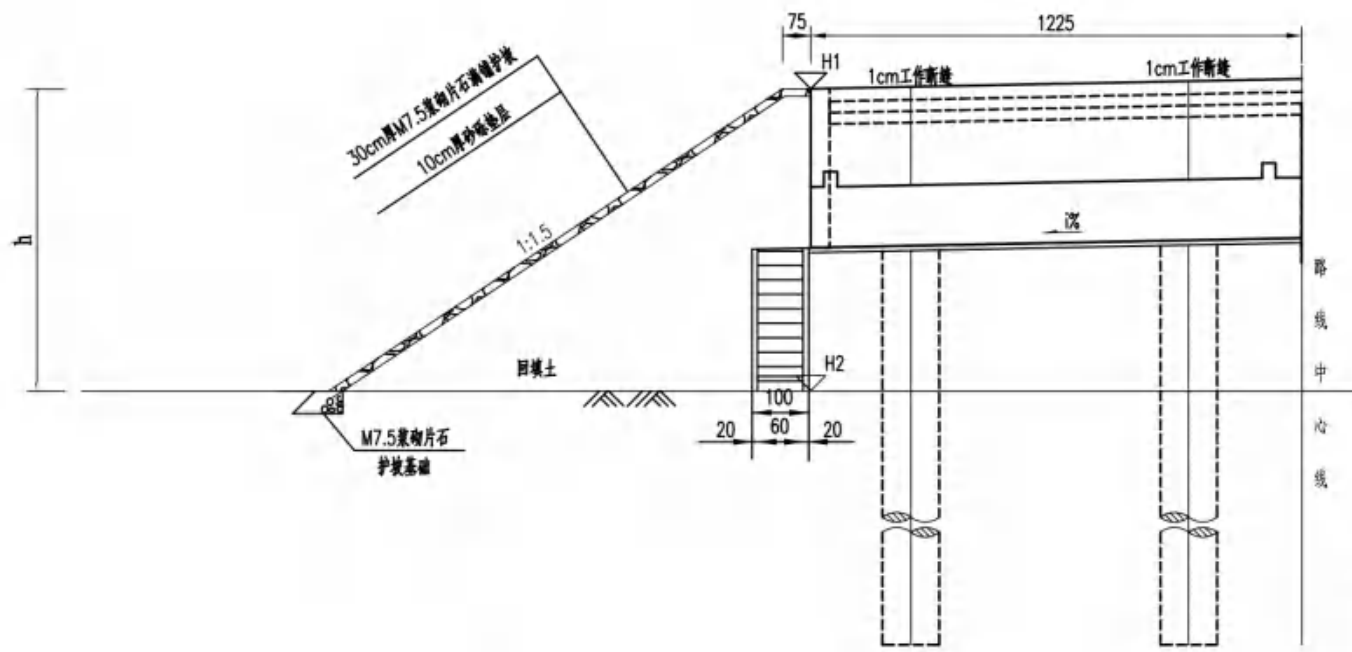 75
1225
H1
1cm工作断缝
1cm工作断缝
30cm厚M7.5浆砌片石满铺护坡
10cm厚砂砾垫层
h
1:1.5
i%
路线中心线
回填土
H2
100
20
60
20
M7.5浆砌片石
护坡基础